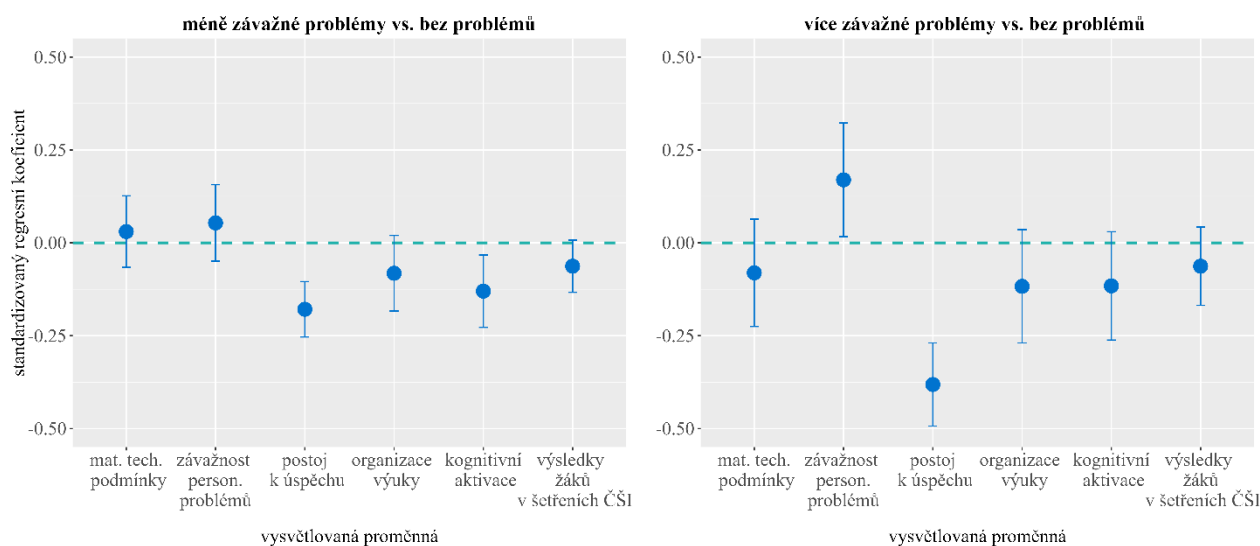 méně závažné problémy vs. bez problémů
standardizovaný regresní koeficient
0.50
0.25
0.00
-0.25
-0.50
mat. tech.
podmínky
závažnost
person.
problémů
postoj
k úspěchu
organizace
výuky
kognitivní
aktivace
výsledky
žáků
v šetřeních ČŠI
vysvětlovaná proměnná
více závažné problémy vs. bez problémů
0.50
0.25
0.00
-0.25
-0.50
mat. tech.
podmínky
závažnost
person.
problémů
postoj
k úspěchu
organizace
výuky
kognitivní
aktivace
výsledky
žáků
v šetřeních ČŠI
vysvětlovaná proměnná